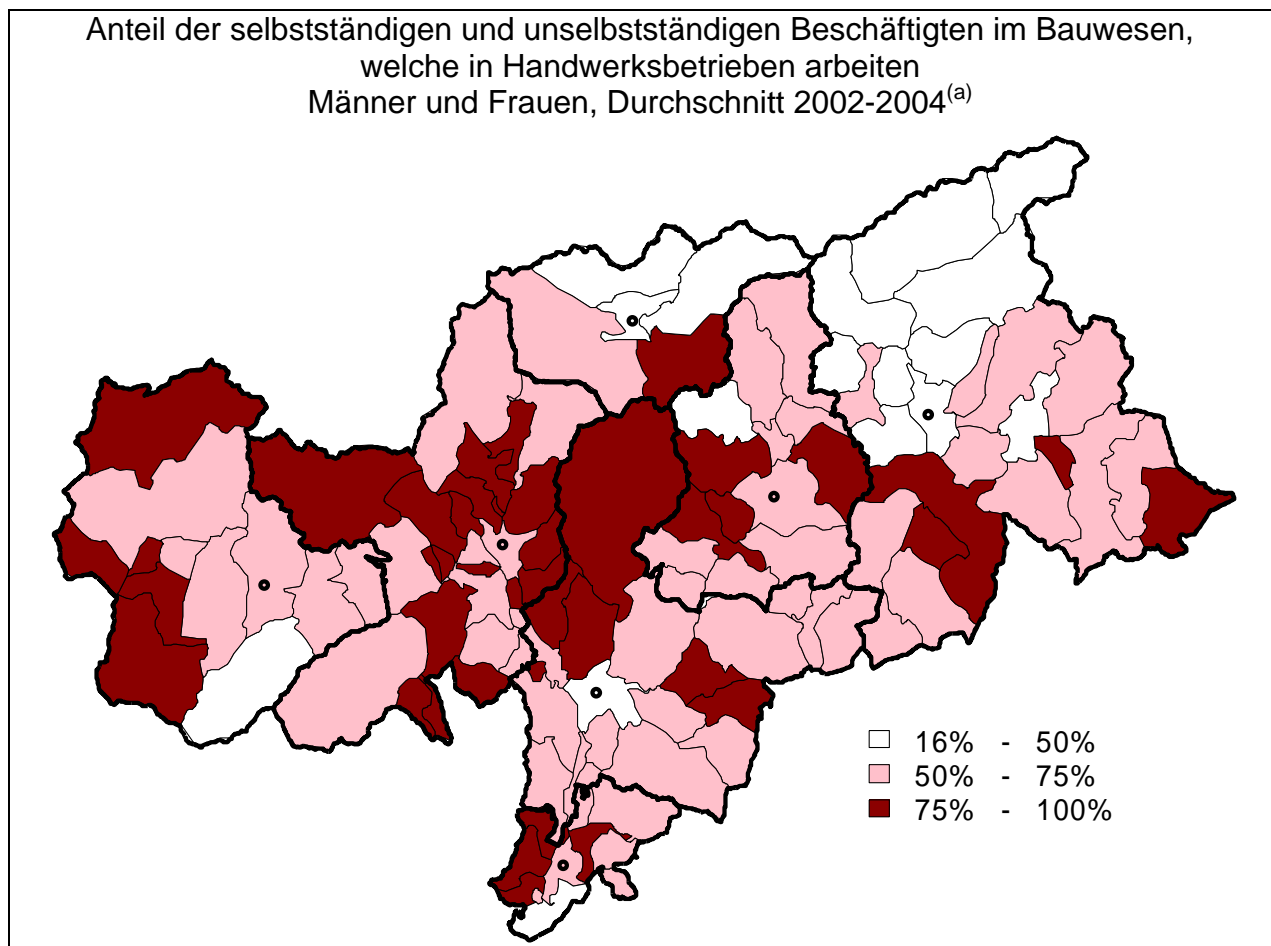 Anteil der selbstständigen und unselbstständigen Beschäftigten im Bauwesen,
welche in Handwerksbetrieben arbeiten
Männer und Frauen, Durchschnitt 2002-2004(a)
16% - 50%
50% - 75%
75% - 100%